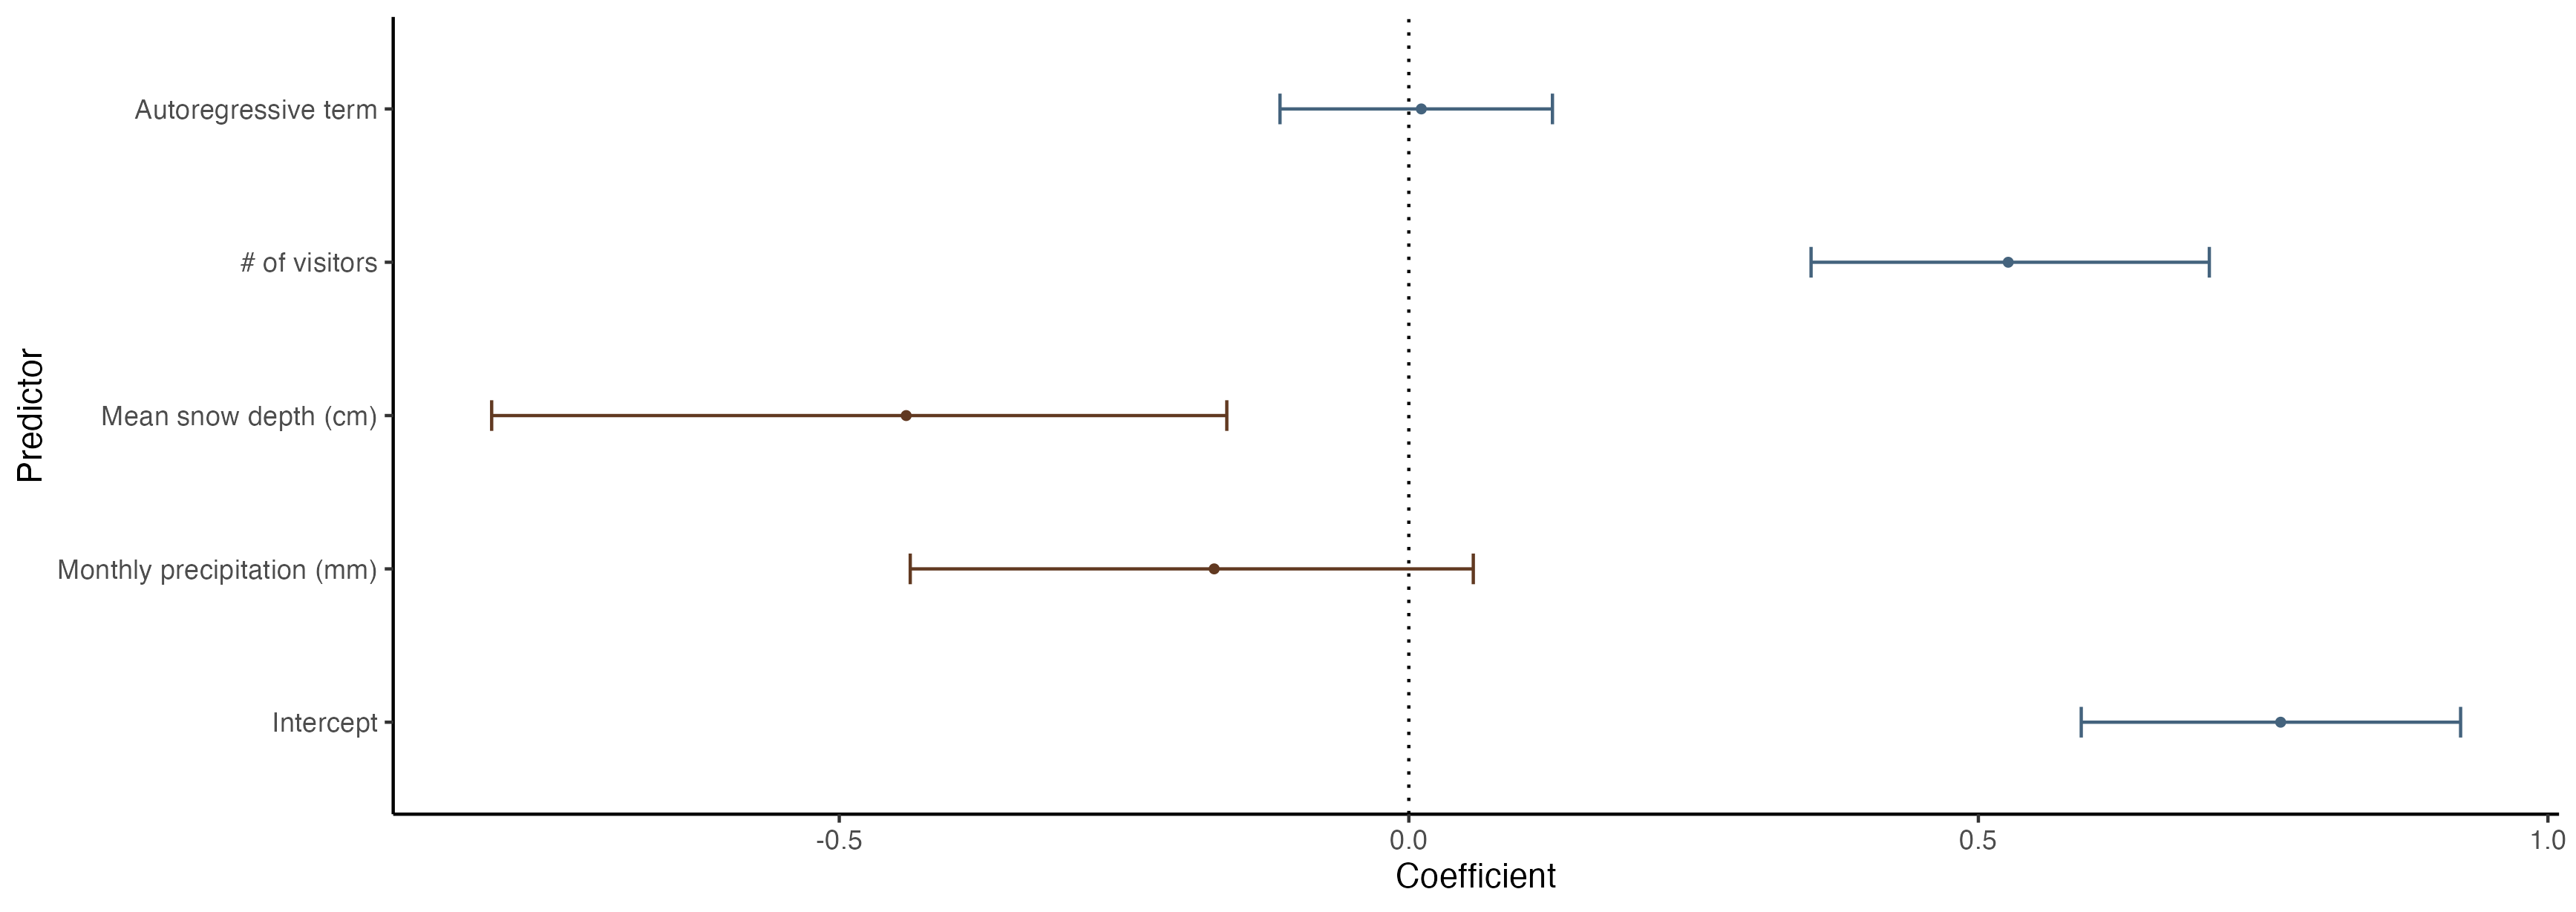 Predictor
Autoregressive term
# of visitors
Mean snow depth (cm)
Monthly precipitation (mm)
Intercept
-0.5
0.0
0.5
1.0
Coefficient